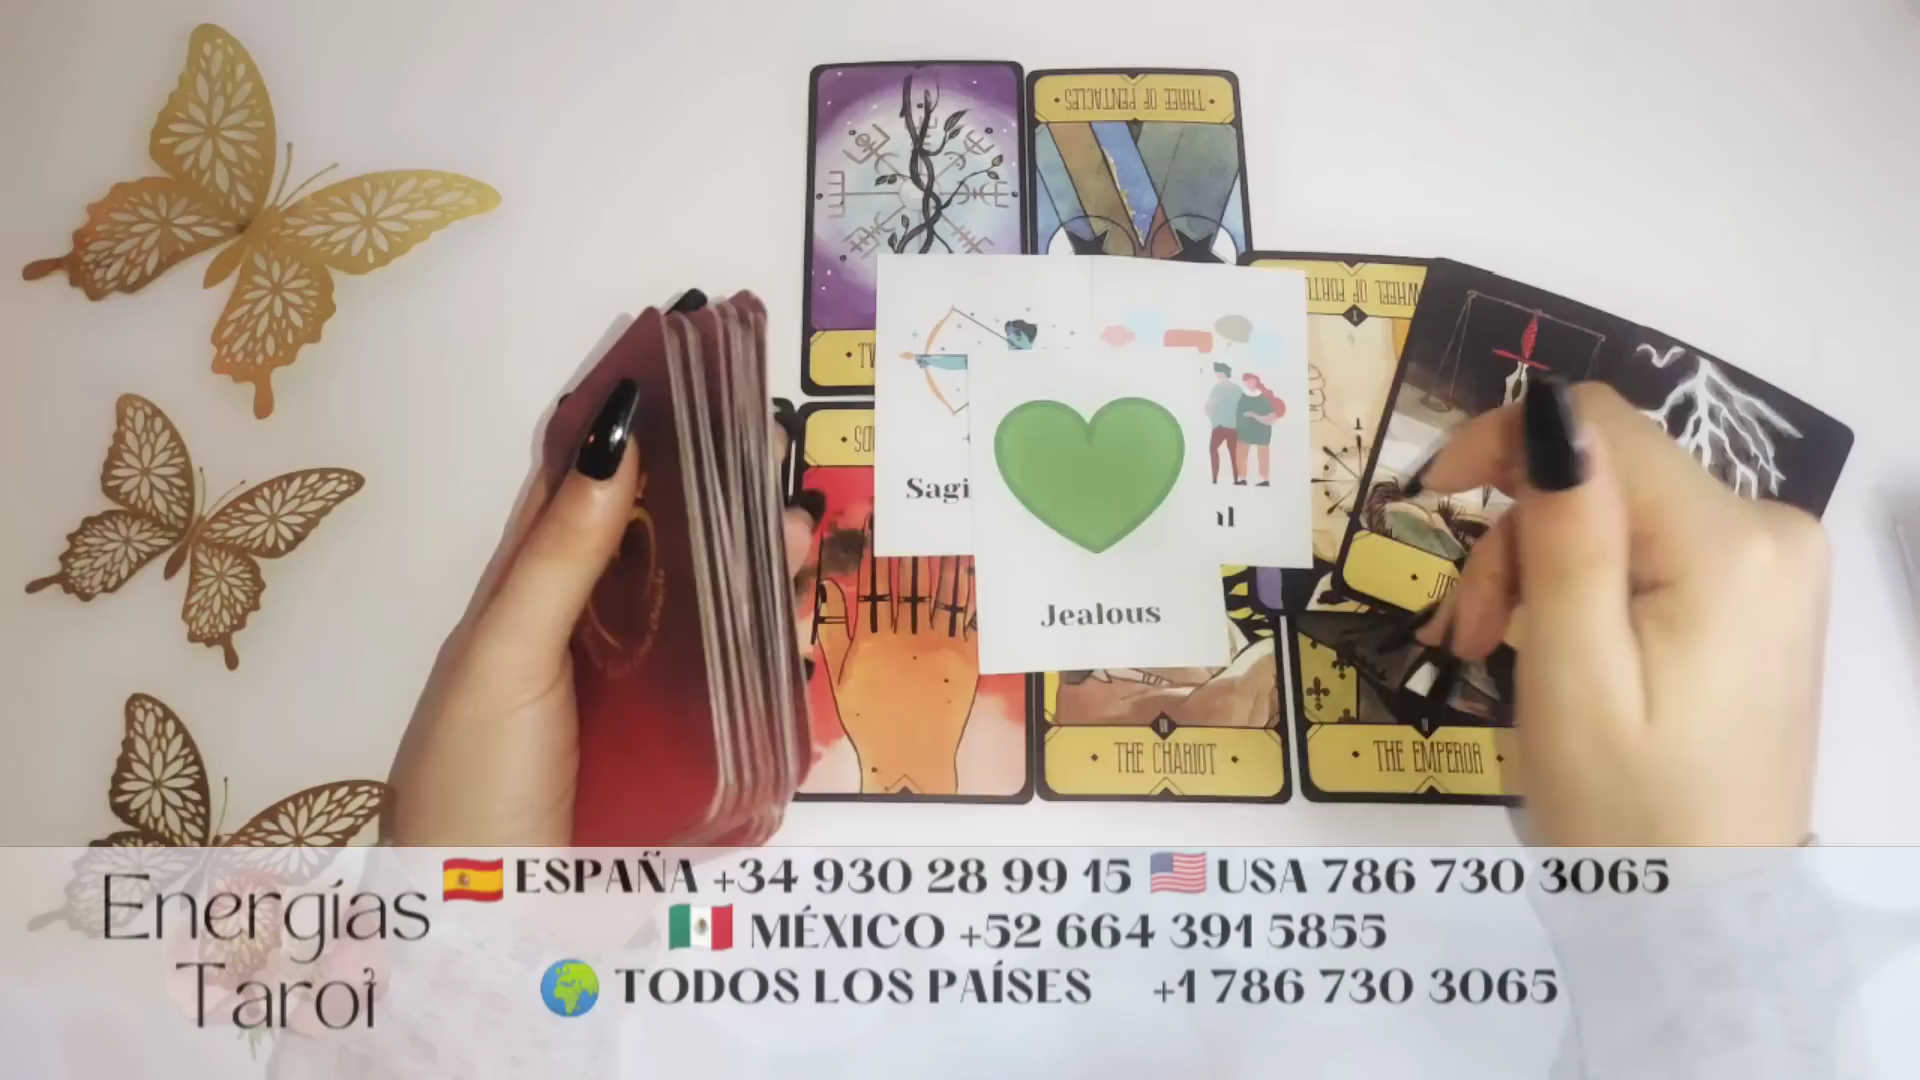 THREE OF PENTACLES
WHEEL OF
Sagi
al
Jealous
THE CHARIOT
THE EMPEROR
Energías
Tarot
ESPAÑA +34 930 28 99 15 USA 786 730 3065
MÉXICO +52 664 391 5855
TODOS LOS PAÍSES +1 786 730 3065